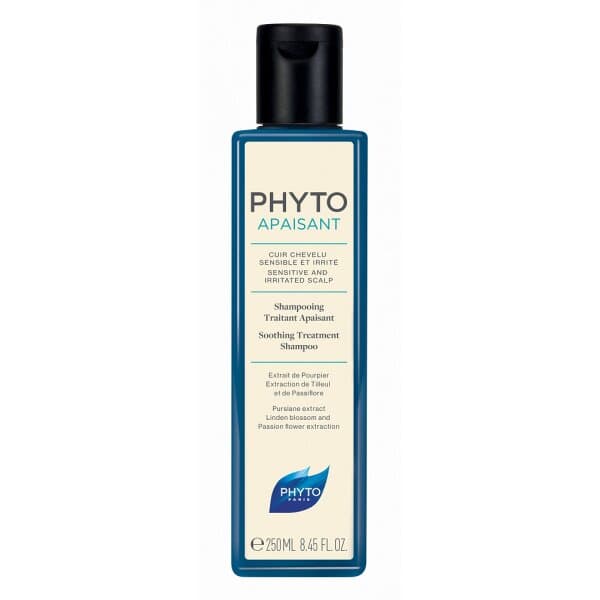 PHYTO
APAISANT
CUIR CHEVELU
SENSIBLE ET IRRITÉ
SENSITIVE AND
IRRITATED SCALP
Shampooing
Traitant Apaisant
Soothing Treatment
Shampoo
Extrait de Pourpier
Extraction de Tilleul
et de Passiflore
Purslane extract
Linden blossom and
Passion flower extraction
PHYTO
PARIS
℮250ML 8.45 FL.OZ.